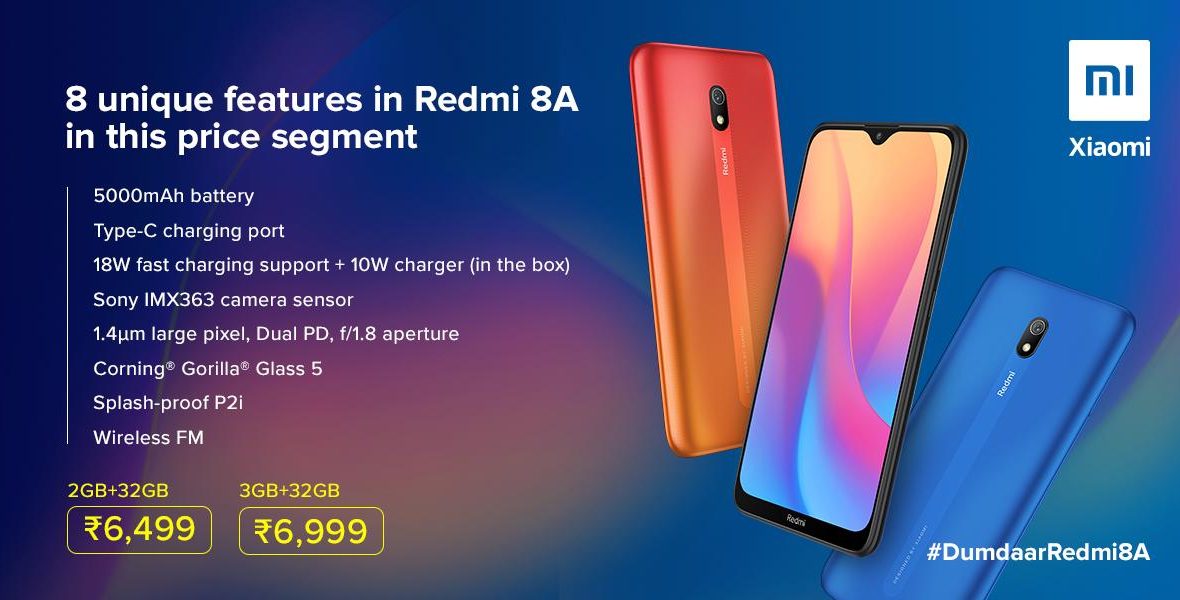 8 unique features in Redmi 8A
in this price segment
5000mAh battery
Type-C charging port
18W fast charging support + 10W charger (in the box)
Sony IMX363 camera sensor
1.4µm large pixel, Dual PD, f/1.8 aperture
Corning® Gorilla® Glass 5
Splash-proof P2i
Wireless FM
2GB+32GB
3GB+32GB
₹6,499
₹6,999
Redmi
Redmi
Redmi
DESIGNED BY XIAOMI
mi
Xiaomi
#DumdaarRedmi8A